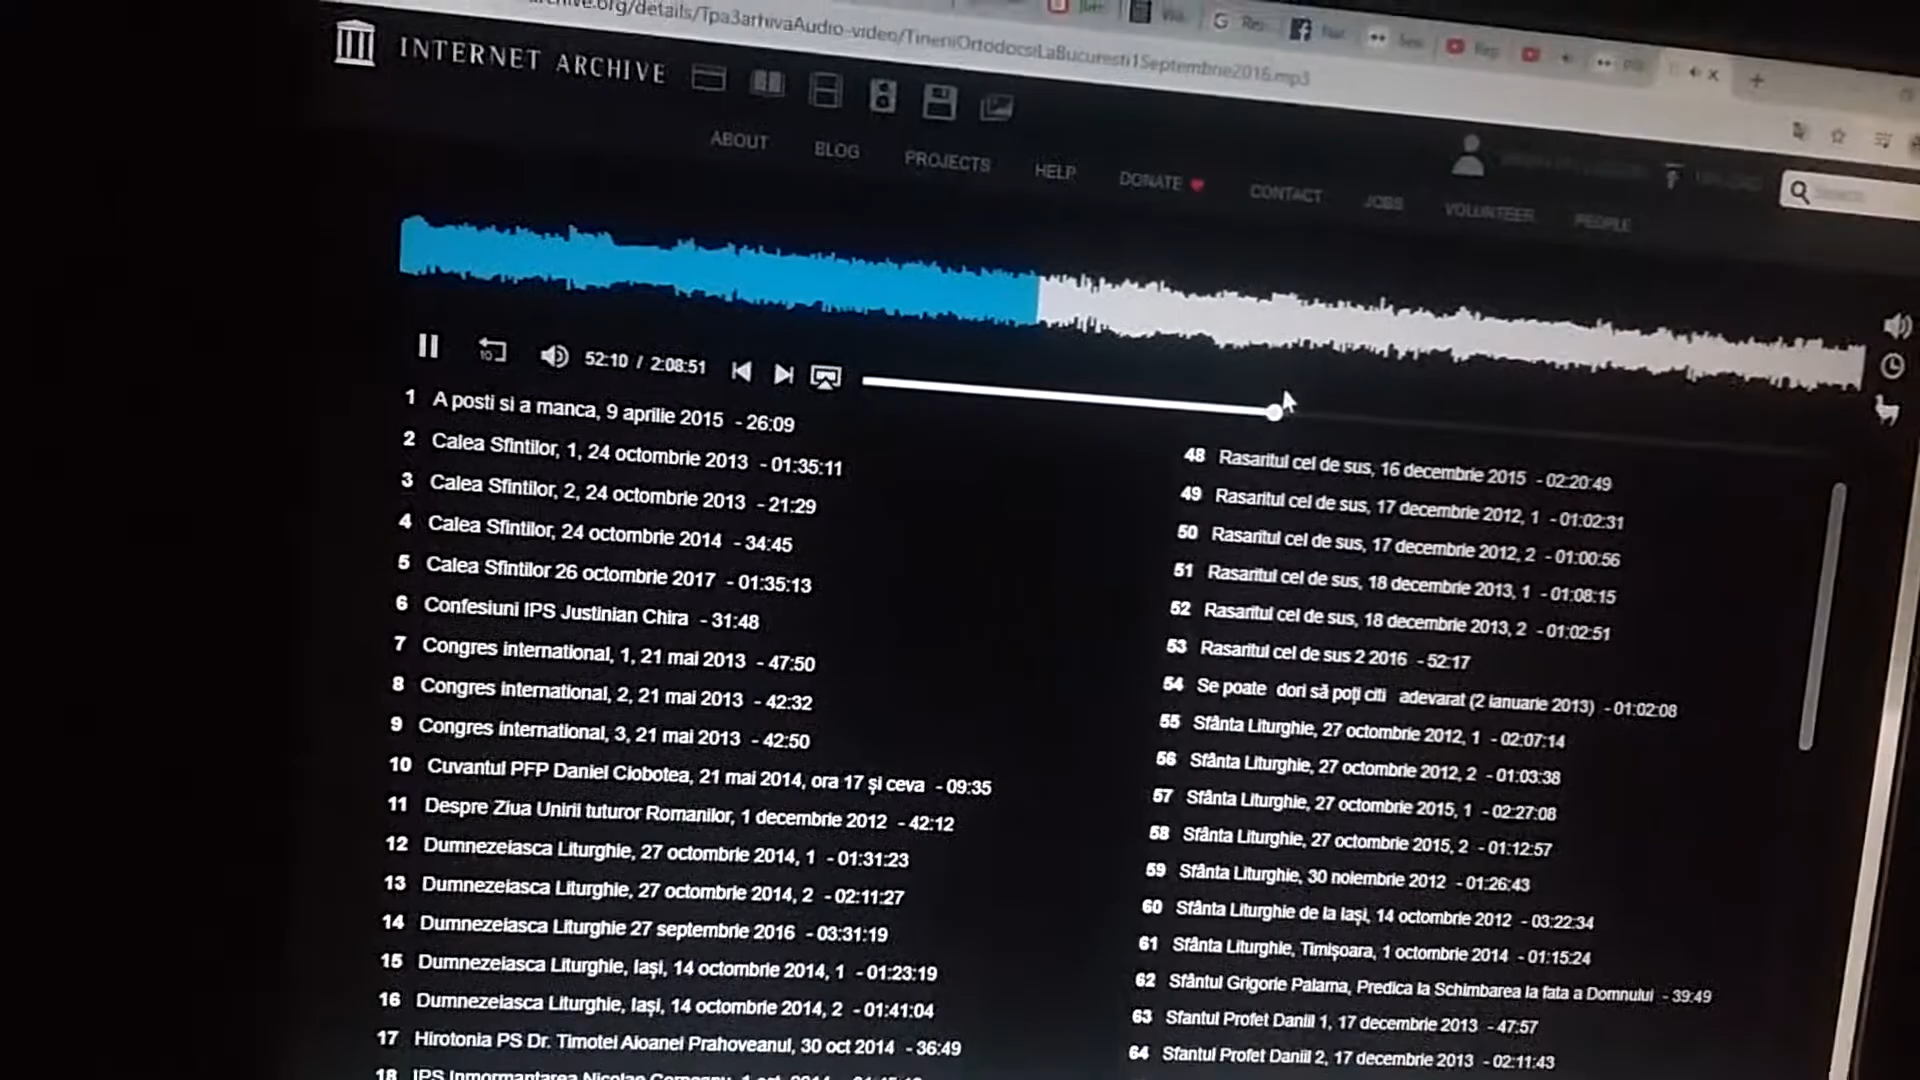 archive.org/details/Tpa3arhivaAudio-video/TineriiOrtodocsiLaBucuresti1Septembrie2016.mp3
INTERNET ARCHIVE
ABOUT BLOG PROJECTS HELP DONATE CONTACT JOBS VOLUNTEER PEOPLE
10 52:10 / 2:08:51
1 A posti si a manca, 9 aprilie 2015 - 26:09
2 Calea Sfintilor, 1, 24 octombrie 2013 - 01:35:11
3 Calea Sfintilor, 2, 24 octombrie 2013 - 21:29
4 Calea Sfintilor, 24 octombrie 2014 - 34:45
5 Calea Sfintilor 26 octombrie 2017 - 01:35:13
6 Confesiuni IPS Justinian Chira - 31:48
7 Congres international, 1, 21 mai 2013 - 47:50
8 Congres international, 2, 21 mai 2013 - 42:32
9 Congres international, 3, 21 mai 2013 - 42:50
10 Cuvantul PFP Daniel Ciobotea, 21 mai 2014, ora 17 și ceva - 09:35
11 Despre Ziua Unirii tuturor Romanilor, 1 decembrie 2012 - 42:12
12 Dumnezeiasca Liturghie, 27 octombrie 2014, 1 - 01:31:23
13 Dumnezeiasca Liturghie, 27 octombrie 2014, 2 - 02:11:27
14 Dumnezeiasca Liturghie 27 septembrie 2016 - 03:31:19
15 Dumnezeiasca Liturghie, Iași, 14 octombrie 2014, 1 - 01:23:19
16 Dumnezeiasca Liturghie, Iași, 14 octombrie 2014, 2 - 01:41:04
17 Hirotonia PS Dr. Timotei Aioanei Prahoveanul, 30 oct 2014 - 36:49
18 IPS Inmormantarea Nicolae
48 Rasaritul cel de sus, 16 decembrie 2015 - 02:20:49
49 Rasaritul cel de sus, 17 decembrie 2012, 1 - 01:02:31
50 Rasaritul cel de sus, 17 decembrie 2012, 2 - 01:00:56
51 Rasaritul cel de sus, 18 decembrie 2013, 1 - 01:08:15
52 Rasaritul cel de sus, 18 decembrie 2013, 2 - 01:02:51
53 Rasaritul cel de sus 2 2016 - 52:17
54 Se poate dori să poți citi adevarat (2 ianuarie 2013) - 01:02:08
55 Sfânta Liturghie, 27 octombrie 2012, 1 - 02:07:14
56 Sfânta Liturghie, 27 octombrie 2012, 2 - 01:03:38
57 Sfânta Liturghie, 27 octombrie 2015, 1 - 02:27:08
58 Sfânta Liturghie, 27 octombrie 2015, 2 - 01:12:57
59 Sfânta Liturghie, 30 noiembrie 2012 - 01:26:43
60 Sfânta Liturghie de la Iași, 14 octombrie 2012 - 03:22:34
61 Sfânta Liturghie, Timișoara, 1 octombrie 2014 - 01:15:24
62 Sfântul Grigorie Palama, Predica la Schimbarea la fata a Domnului - 39:49
63 Sfantul Profet Daniil 1, 17 decembrie 2013 - 47:57
64 Sfantul Profet Daniil 2, 17 decembrie 2013 - 02:11:43